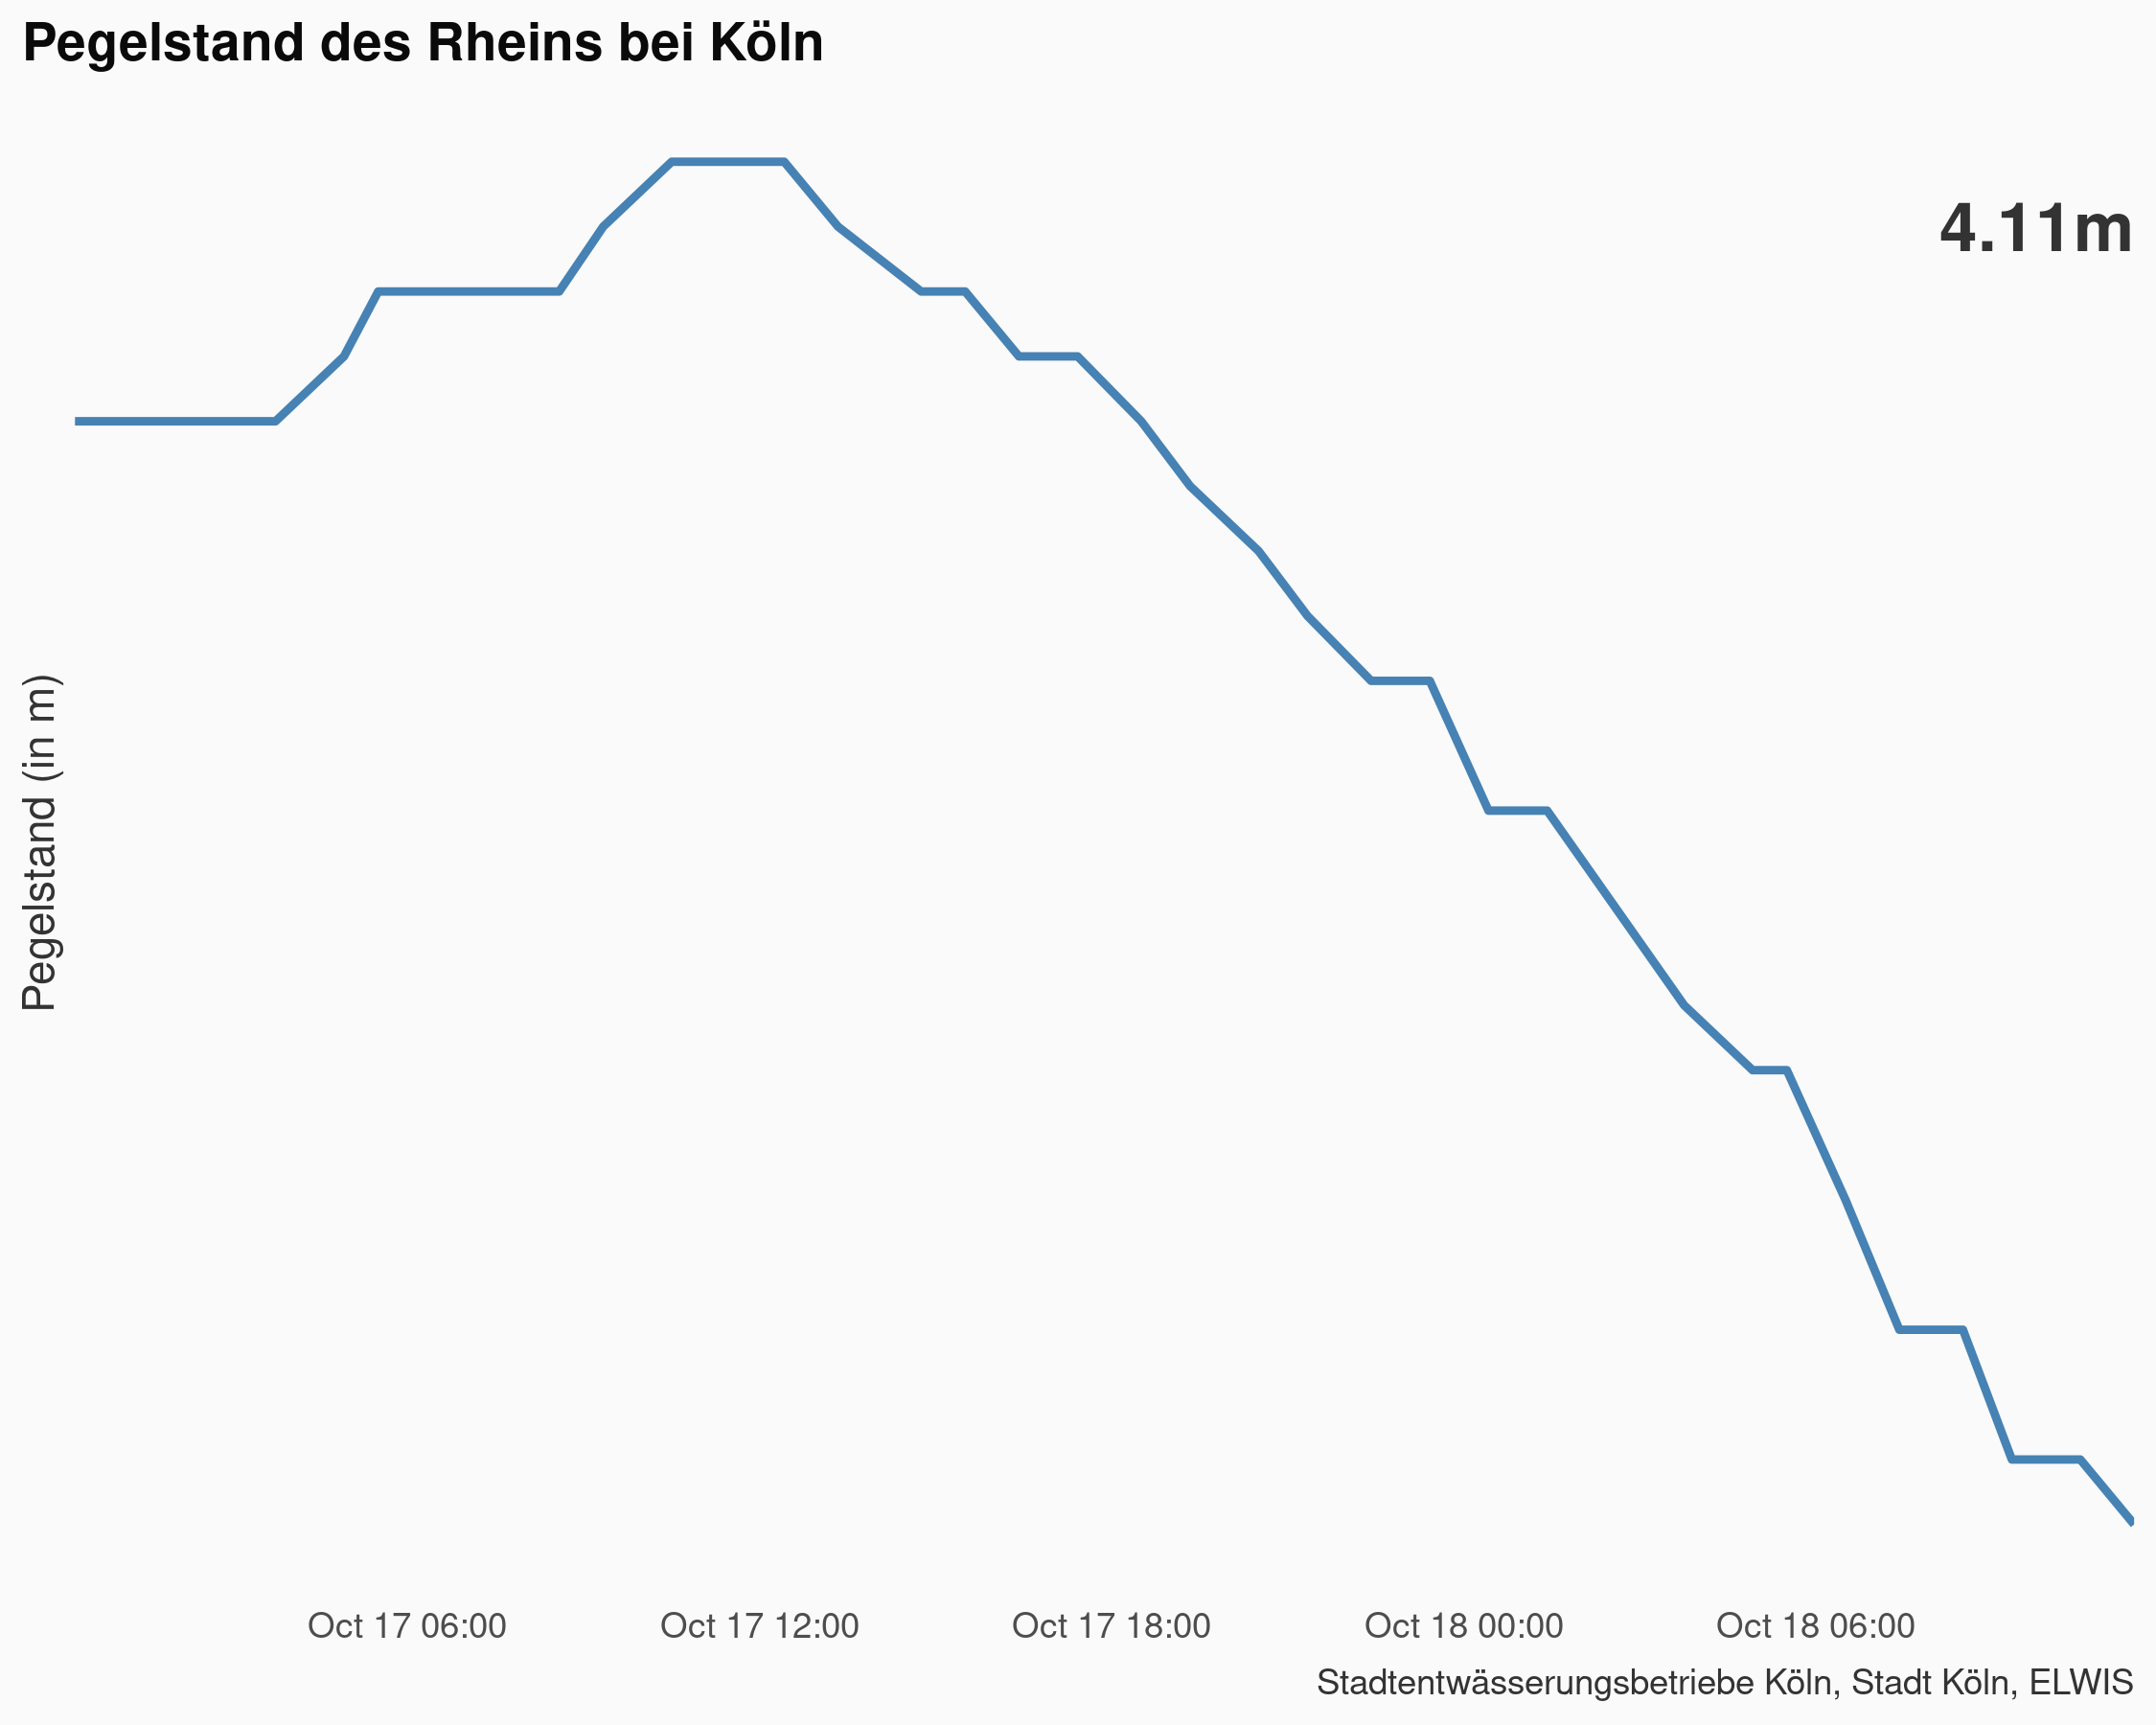 Pegelstand des Rheins bei Köln
4.11m
Pegelstand (in m)
Oct 17 06:00 Oct 17 12:00 Oct 17 18:00 Oct 18 00:00 Oct 18 06:00
Stadtentwässerungsbetriebe Köln, Stadt Köln, ELWIS